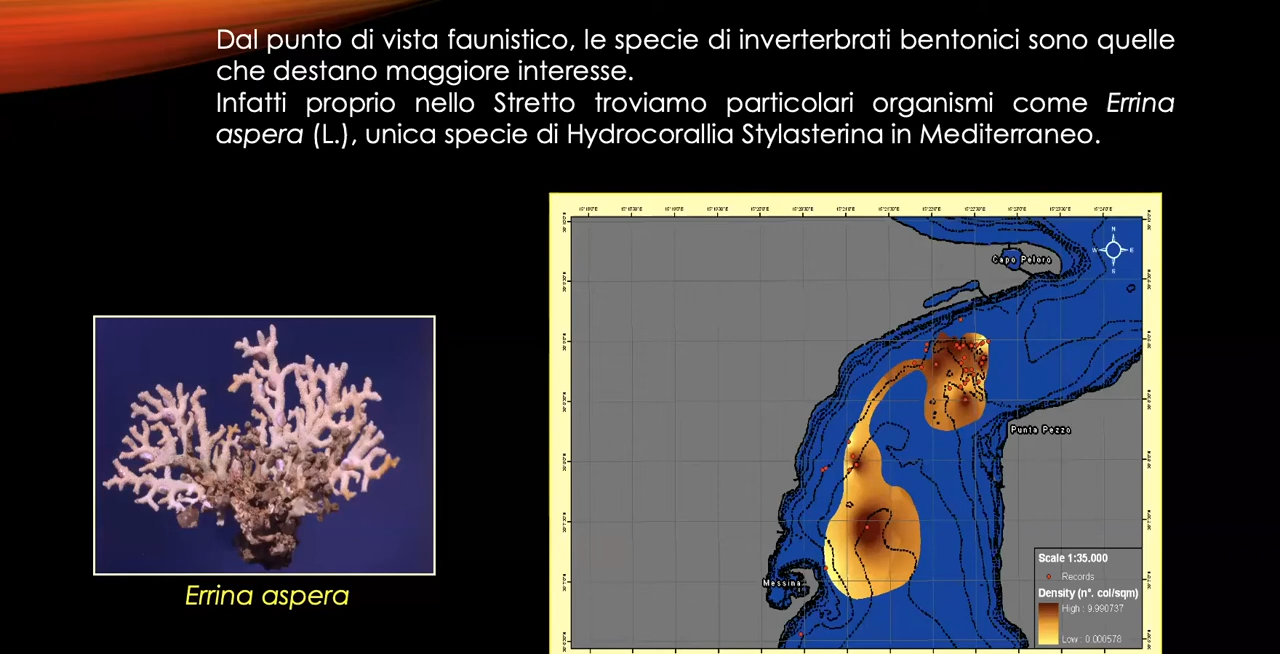 Dal punto di vista faunistico, le specie di inverterbrati bentonici sono quelle
che destano maggiore interesse.
Infatti proprio nello Stretto troviamo particolari organismi come Errina
aspera (L.), unica specie di Hydrocorallia Stylasterina in Mediterraneo.
Errina aspera
N
W E
S
Capo Peloro
Punta Pezzo
Messina
Scale 1:35.000
Records
Density (n°. col/sqm)
High : 9.990737
Low : 0.000578